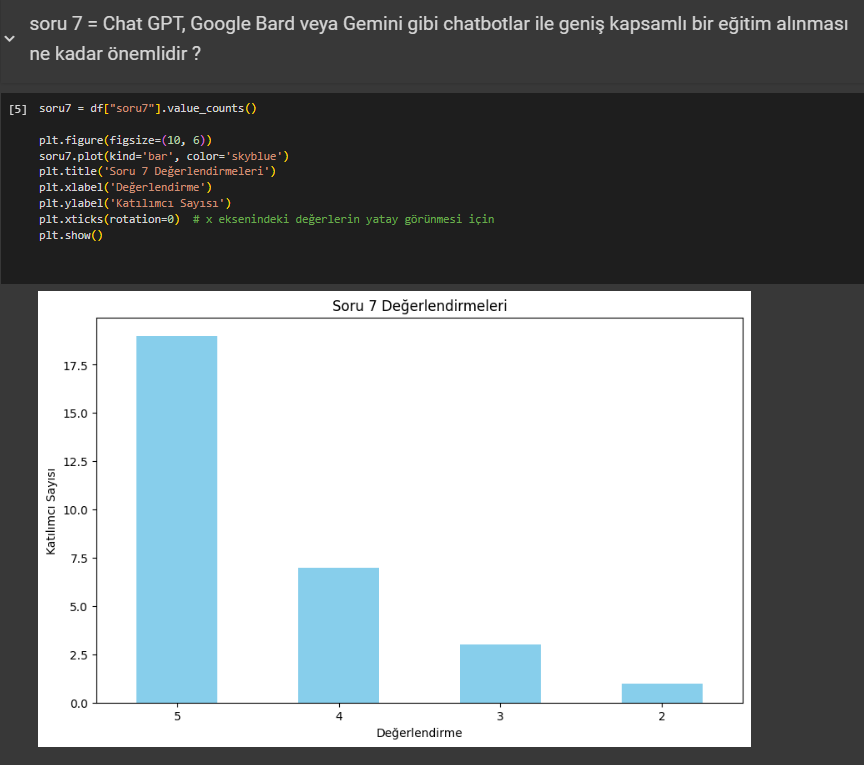 soru 7 = Chat GPT, Google Bard veya Gemini gibi chatbotlar ile geniş kapsamlı bir eğitim alınması
ne kadar önemlidir ?
[5] soru7 = df["soru7"].value_counts()
plt.figure(figsize=(10, 6))
soru7.plot(kind='bar', color='skyblue')
plt.title('Soru 7 Değerlendirmeleri')
plt.xlabel('Değerlendirme')
plt.ylabel('Katılımcı Sayısı')
plt.xticks(rotation=0)  # x eksenindeki değerlerin yatay görünmesi için
plt.show()
Soru 7 Değerlendirmeleri
17.5
15.0
12.5
10.0
7.5
5.0
2.5
0.0
Katılımcı Sayısı
5 4 3 2
Değerlendirme